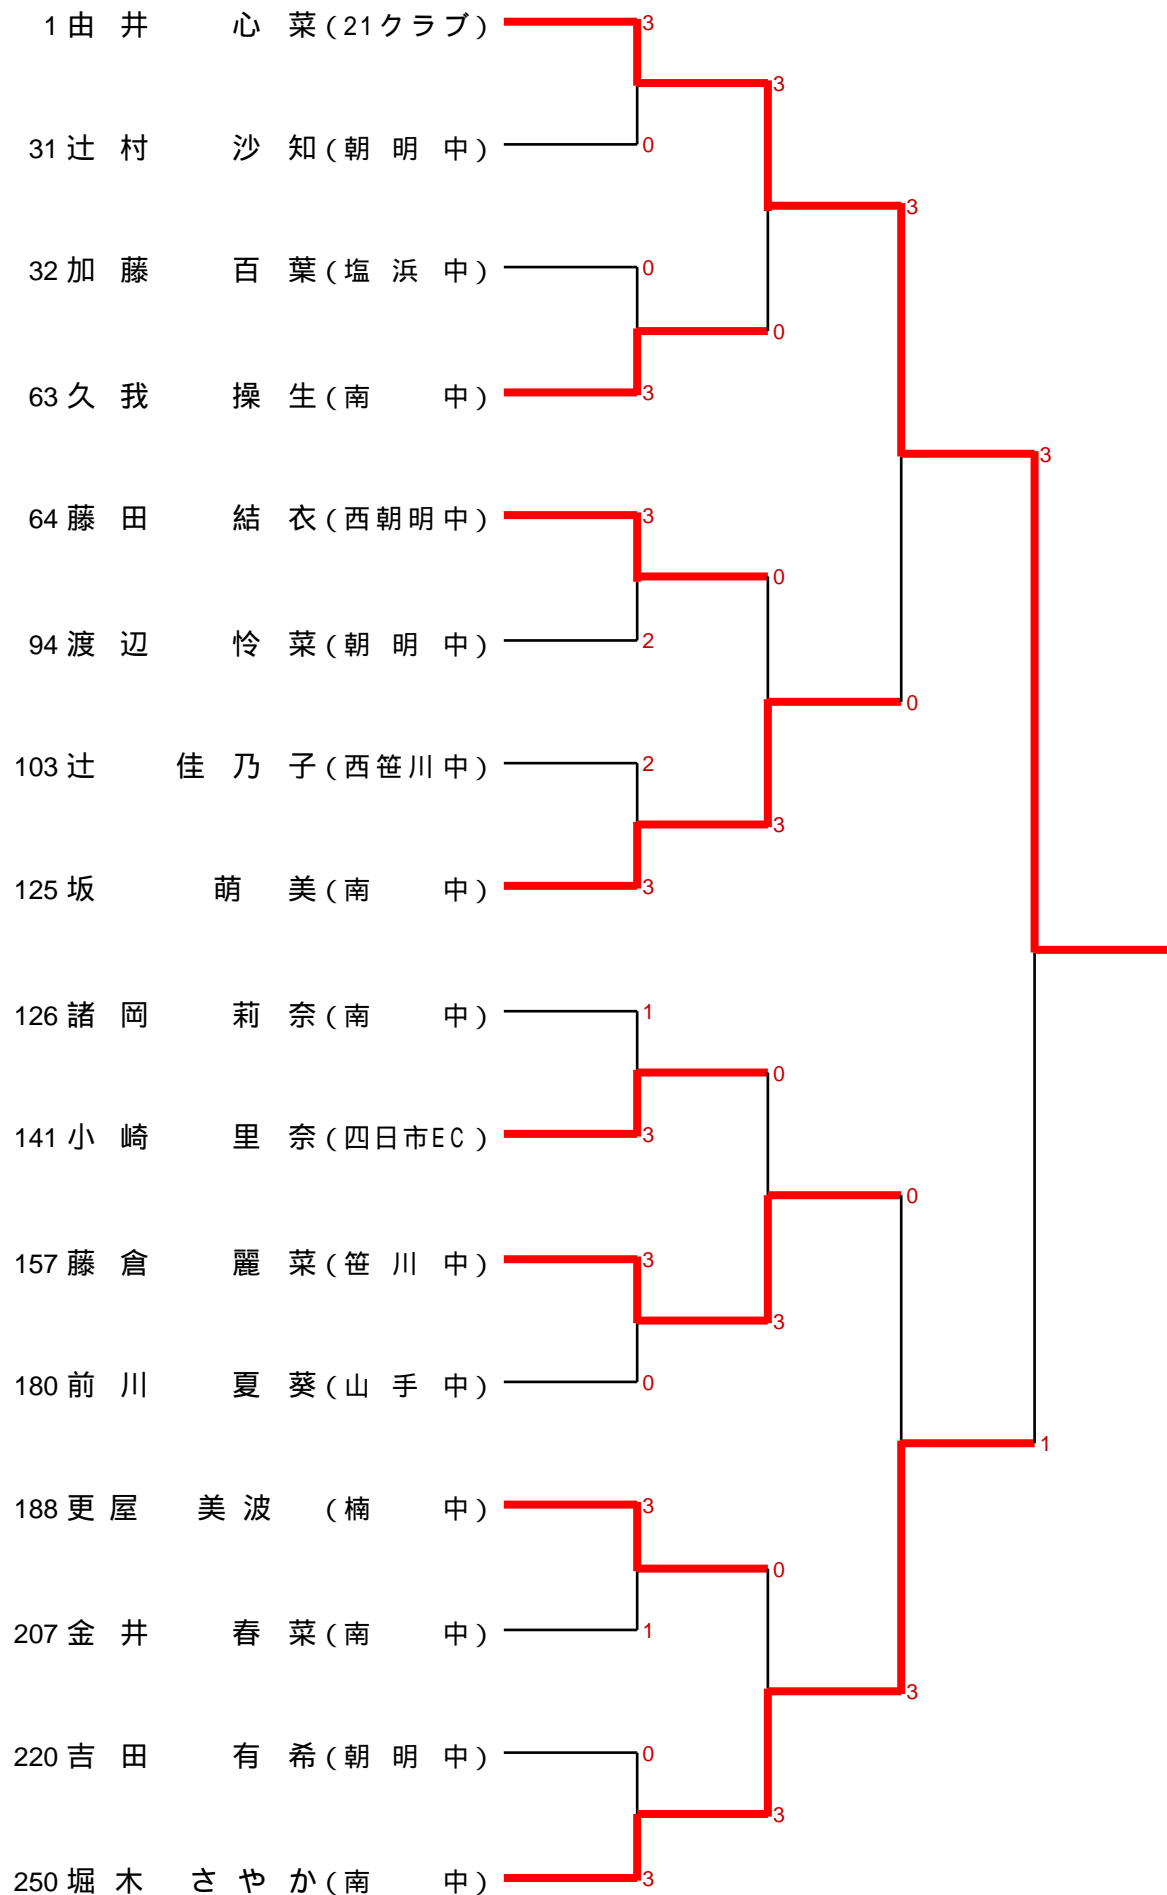 1 由井 心菜(21クラブ) 3
3
31 辻村 沙知(朝明中) 0
3
32 加藤 百葉(塩浜中) 0
0
63 久我 操生(南中) 3
3
64 藤田 結衣(西朝明中) 3
0
94 渡辺 怜菜(朝明中) 2
0
103 辻 佳乃子(西笹川中) 2
3
125 坂 萌美(南中) 3
126 諸岡 莉奈(南中) 1
0
141 小崎 里奈(四日市EC) 3
0
157 藤倉 麗菜(笹川中) 3
3
180 前川 夏葵(山手中) 0
1
188 更屋 美波(楠中) 3
0
207 金井 春菜(南中) 1
3
220 吉田 有希(朝明中) 0
3
250 堀木 さやか(南中) 3